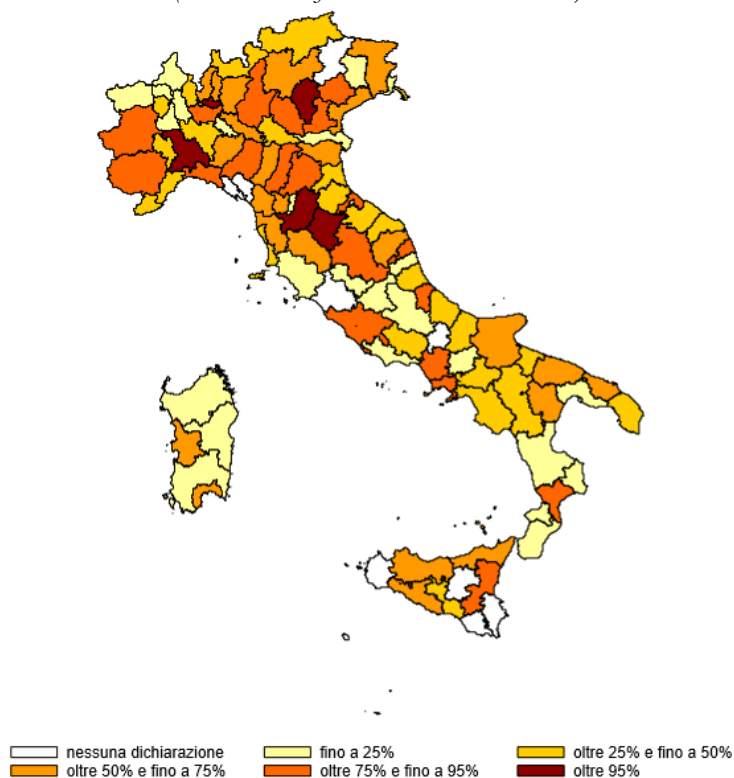 nessuna dichiarazione fino a 25% oltre 25% e fino a 50%
oltre 50% e fino a 75% oltre 75% e fino a 95% oltre 95%